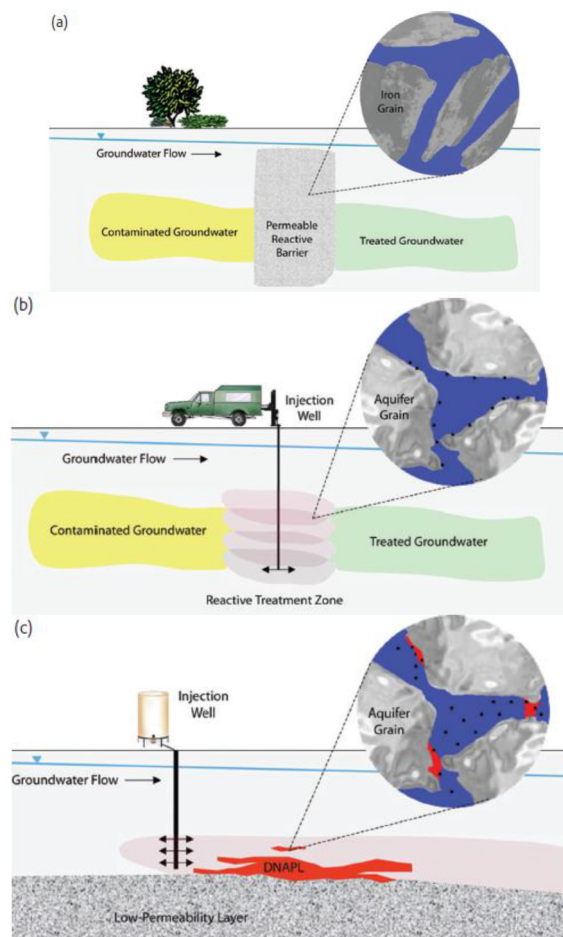 (a)
Iron
Grain
Groundwater Flow
Contaminated Groundwater
Permeable
Reactive
Barrier
Treated Groundwater
(b)
Injection
Well
Aquifer
Grain
Groundwater Flow
Contaminated Groundwater
Treated Groundwater
Reactive Treatment Zone
(c)
Injection
Well
Aquifer
Grain
Groundwater Flow
DNAPL
Low-Permeability Layer